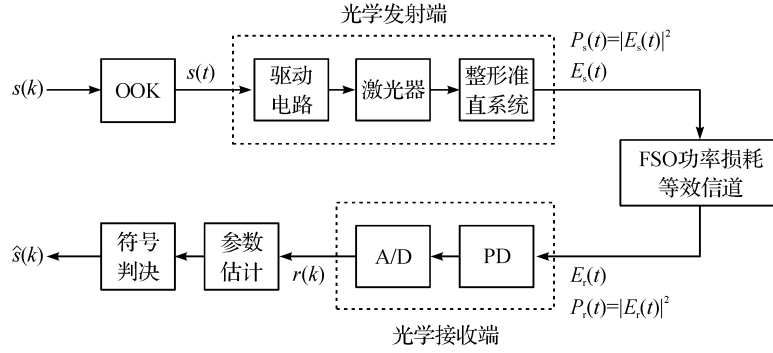 光学发射端
s(k)
OOK
s(t)
驱动
电路
激光器
整形准
直系统
Pₛ(t)=|Eₛ(t)|²
Eₛ(t)
FSO功率损耗
等效信道
ŝ(k)
符号
判决
参数
估计
r(k)
A/D
PD
Eᵣ(t)
Pᵣ(t)=|Eᵣ(t)|²
光学接收端